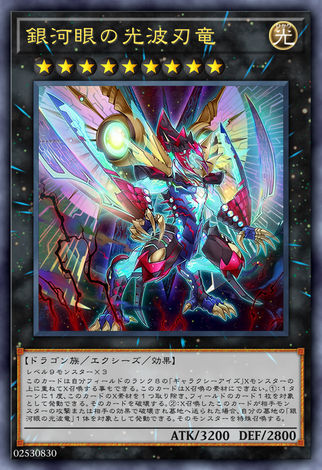 銀河眼の光波刃竜
光
【ドラゴン族/エクシーズ/効果】
レベル9モンスター×3
このカードは自分フィールドのランク8の「ギャラクシーアイズ」Xモンスターの
上に重ねてX召喚する事もできる。このカードはX召喚の素材にできない。①:1タ
ーンに1度、このカードのX素材を1つ取り除き、フィールドのカード1枚を対象
として発動できる。そのカードを破壊する。②:X召喚したこのカードが相手モン
スターの攻撃または相手の効果で破壊され墓地へ送られた場合、自分の墓地の「銀
河眼の光波竜」1体を対象として発動できる。そのモンスターを特殊召喚する。
ATK/3200 DEF/2800
02530830